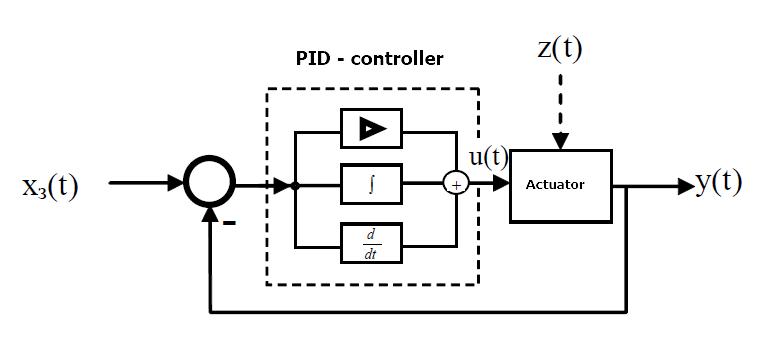 PID - controller
z(t)
u(t)
x₃(t)
∫
+
Actuator
y(t)
-
d
dt